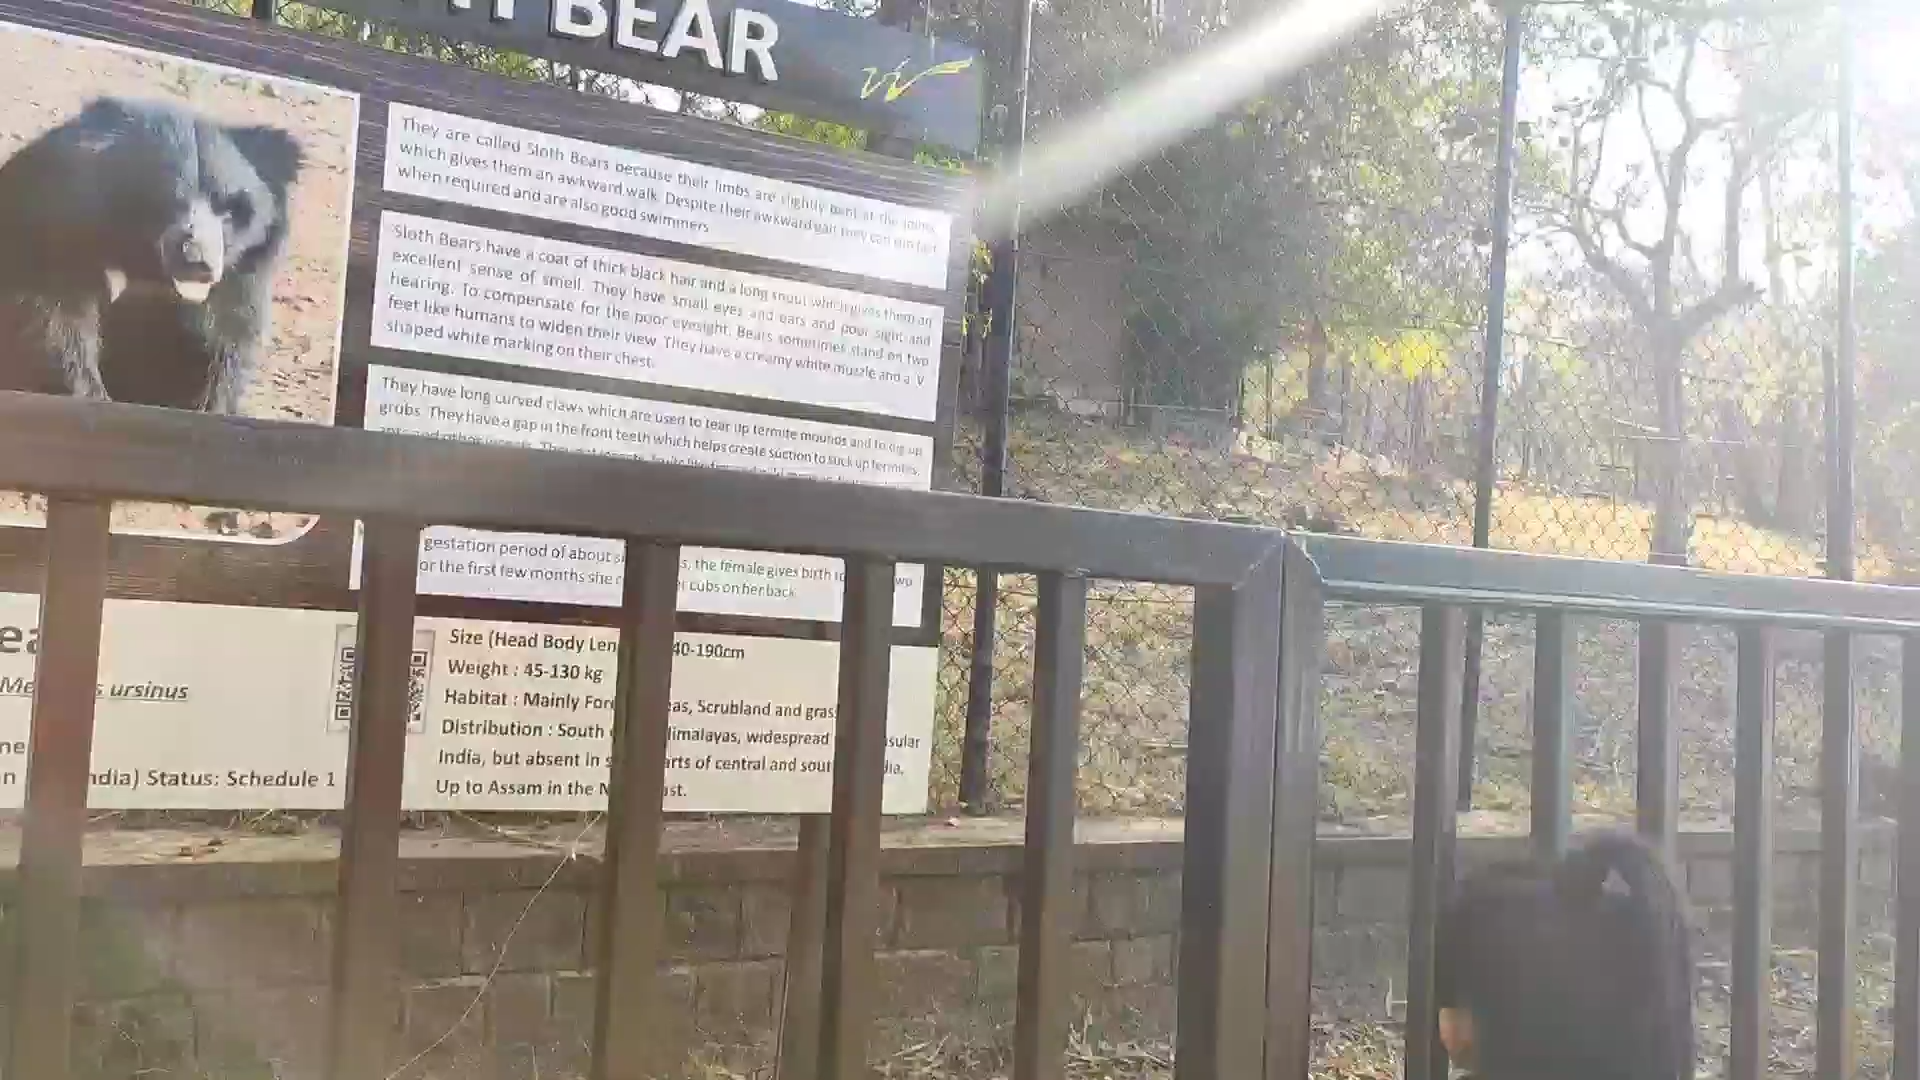 BEAR
They are called Sloth Bears because their limbs are slightly bent at the joints
which gives them an awkward walk. Despite their awkward gait they can run fast
when required and are also good swimmers
Sloth Bears have a coat of thick black hair and a long snout which gives them an
excellent sense of smell. They have small eyes and ears and poor sight and
hearing. To compensate for the poor eyesight, Bears sometimes stand on two
feet like humans to widen their view. They have a creamy white muzzle and a V
shaped white marking on their chest.
They have long curved claws which are used to tear up termite mounds and to dig up
grubs. They have a gap in the front teeth which helps create suction to suck up termites,
gestation period of about the female gives birth
or the first few months she cubs on her back
ursinus
ndia) Status: Schedule 1
Size (Head Body Len 40-190cm
Weight : 45-130 kg
Habitat : Mainly For eas, Scrubland and gras
Distribution : South imalayas, widespread nsular
India, but absent in s arts of central and sout dia.
Up to Assam in the N st.